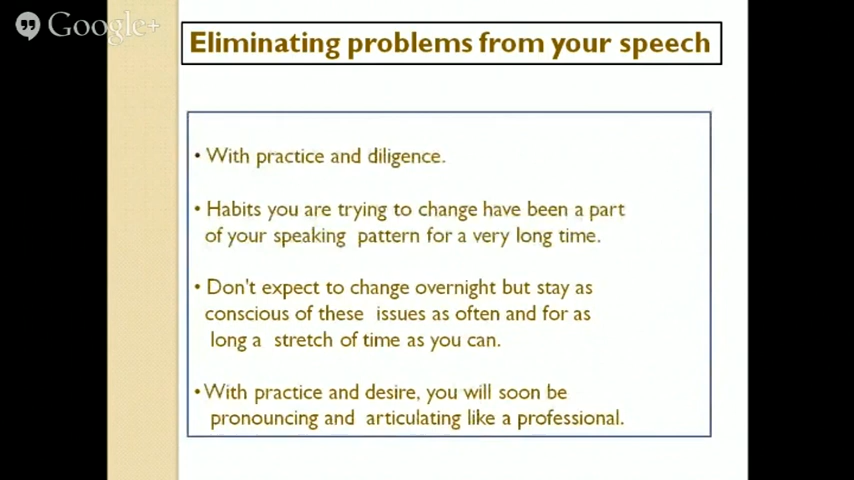 Google+
Eliminating problems from your speech
• With practice and diligence.
• Habits you are trying to change have been a part
of your speaking pattern for a very long time.
• Don't expect to change overnight but stay as
conscious of these issues as often and for as
long a stretch of time as you can.
• With practice and desire, you will soon be
pronouncing and articulating like a professional.